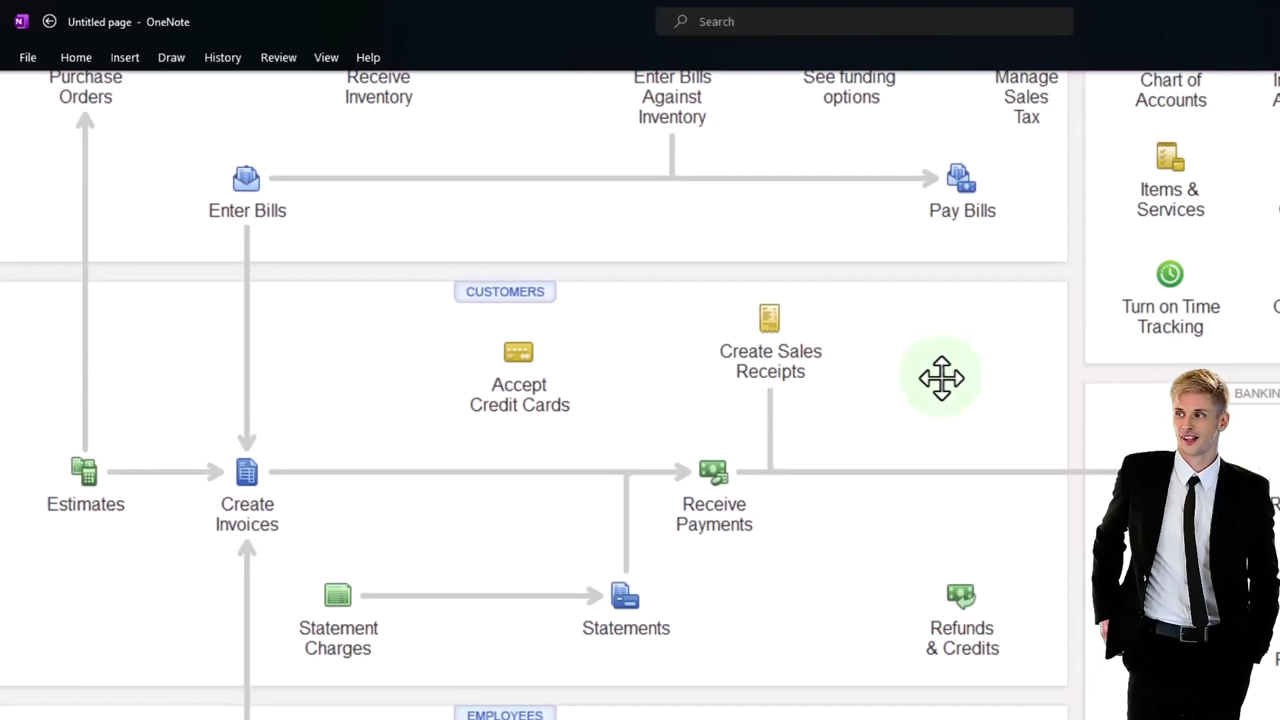 Untitled page - OneNote
Search
File Home Insert Draw History Review View Help
Purchase
Orders
Receive
Inventory
Enter Bills
Against
Inventory
See funding
options
Manage
Sales
Tax
Chart of
Accounts
Enter Bills
Pay Bills
Items &
Services
CUSTOMERS
Turn on Time
Tracking
Create Sales
Receipts
Accept
Credit Cards
Estimates
Create
Invoices
Receive
Payments
Statement
Charges
Statements
Refunds
& Credits
EMPLOYEES